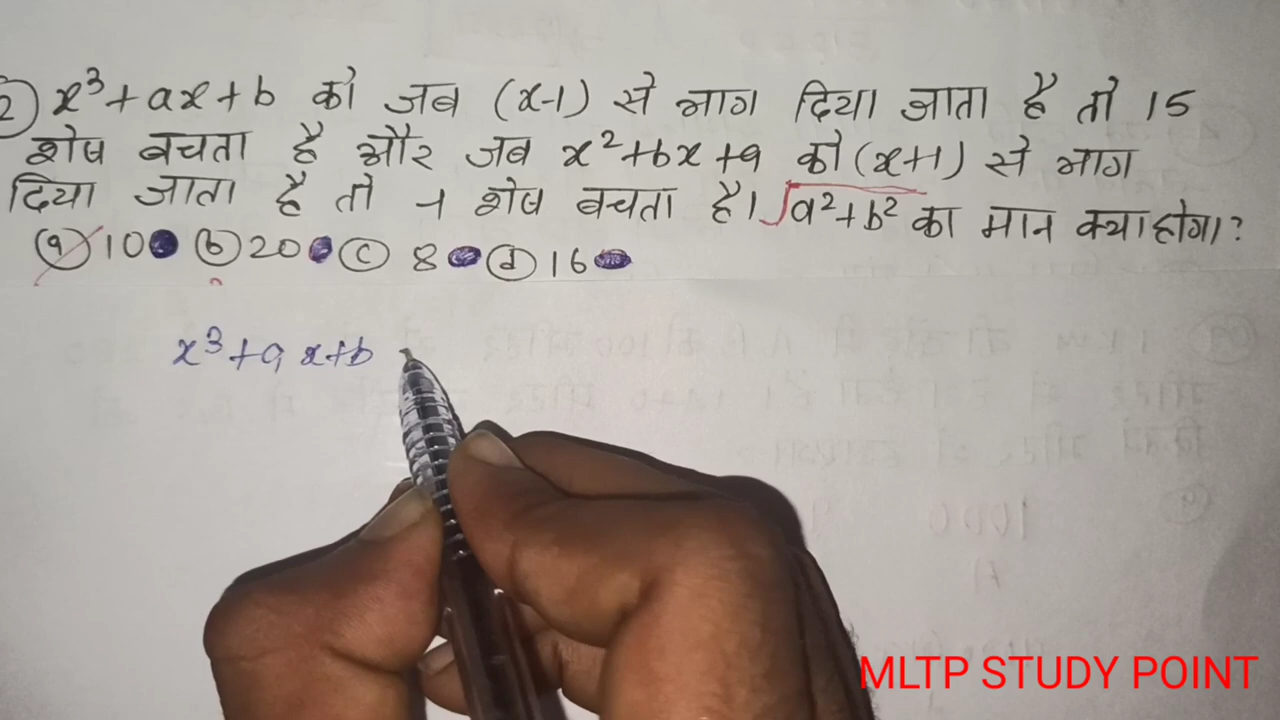 2) x³+ax+b को जब (x-1) से भाग दिया जाता है तो 15
शेष बचता है और जब x²+bx+a को (x+1) से भाग
दिया जाता है तो -1 शेष बचता है। √a²+b² का मान क्या होगा?
(a) 10 (b) 20 (c) 8 (d) 16
x³+ax+b
MLTP STUDY POINT